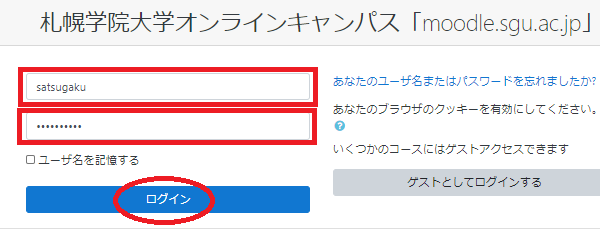 札幌学院大学オンラインキャンパス「moodle.sgu.ac.jp」
satsugaku
••••••••••
ユーザ名を記憶する
ログイン
あなたのユーザ名またはパスワードを忘れましたか?
あなたのブラウザのクッキーを有効にしてください。
?
いくつかのコースにはゲストアクセスできます
ゲストとしてログインする